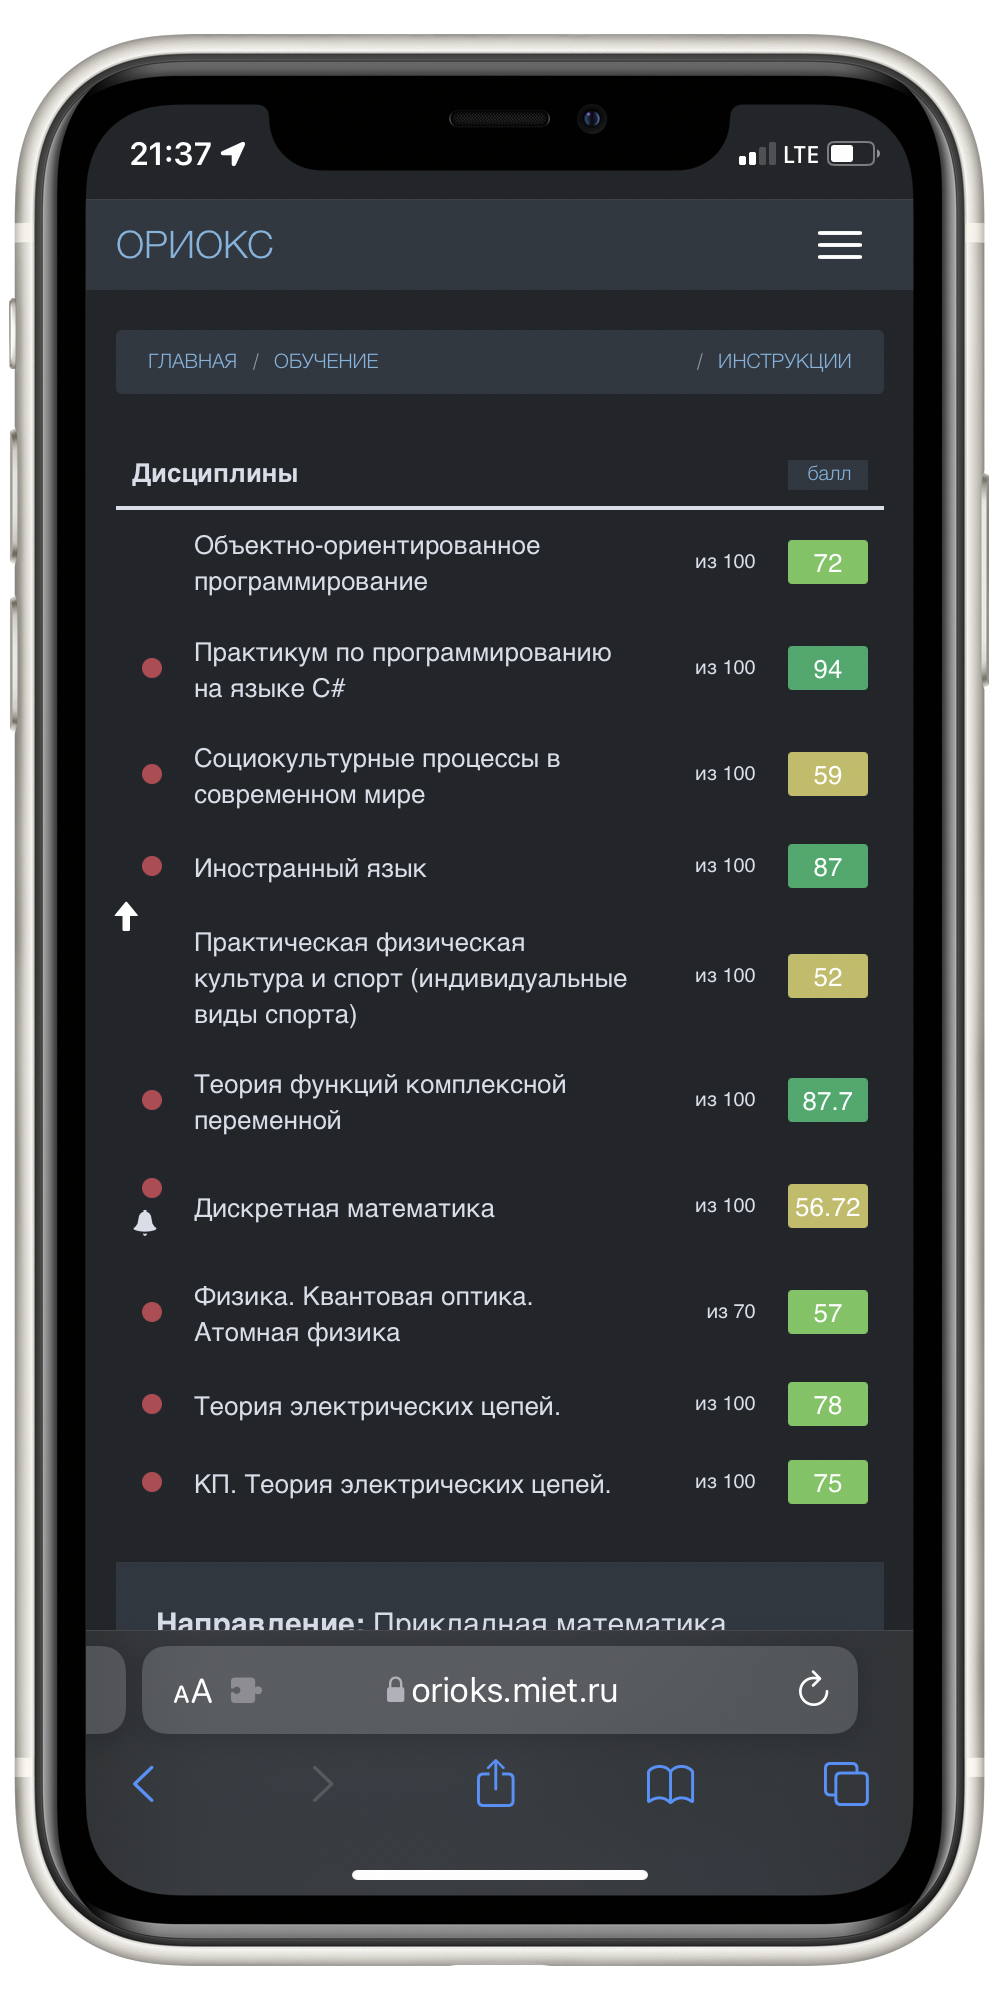 21:37 LTE
ОРИОКС
ГЛАВНАЯ / ОБУЧЕНИЕ / ИНСТРУКЦИИ
Дисциплины балл
Объектно-ориентированное
программирование
из 100 72
Практикум по программированию
на языке C#
из 100 94
Социокультурные процессы в
современном мире
из 100 59
Иностранный язык из 100 87
Практическая физическая
культура и спорт (индивидуальные
виды спорта)
из 100 52
Теория функций комплексной
переменной
из 100 87.7
Дискретная математика из 100 56.72
Физика. Квантовая оптика.
Атомная физика
из 70 57
Теория электрических цепей. из 100 78
КП. Теория электрических цепей. из 100 75
Направление: Прикладная математика
AA orioks.miet.ru